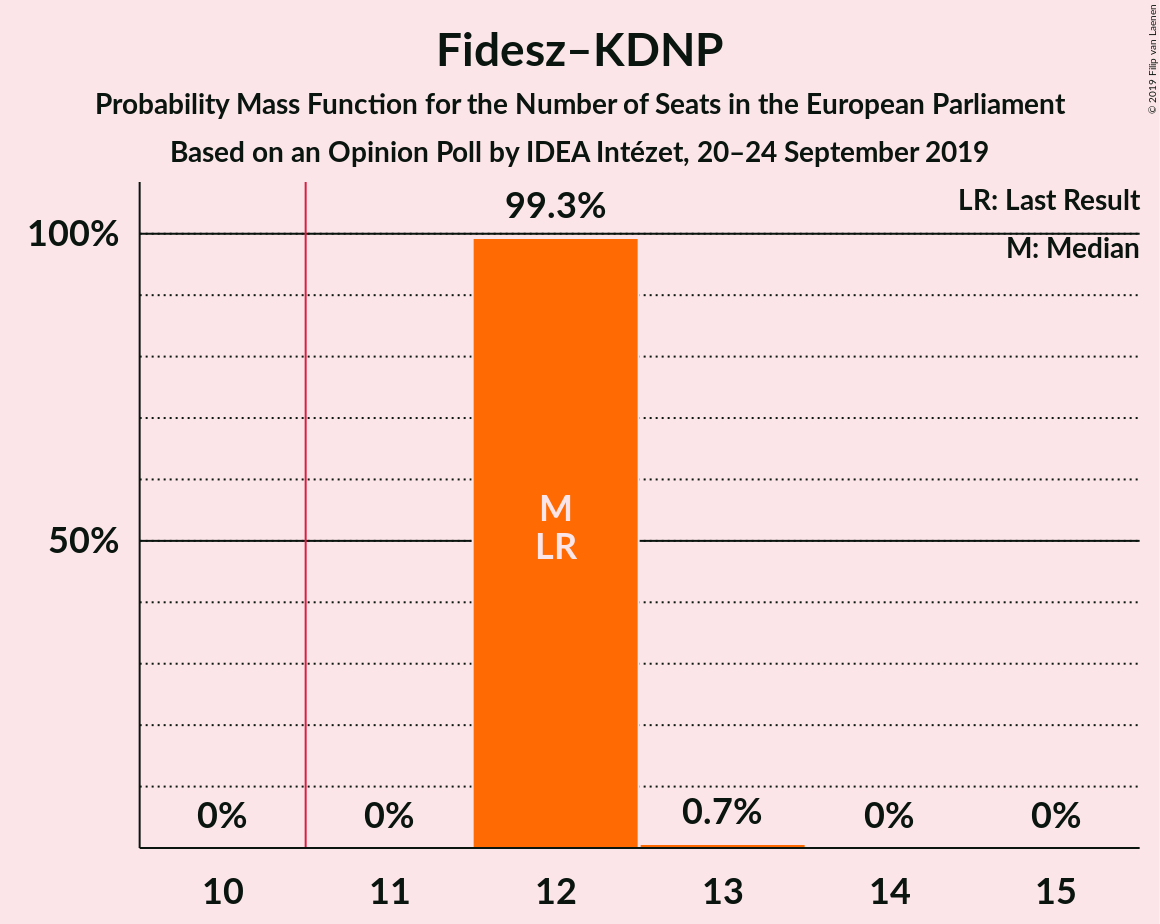 Fidesz–KDNP
Probability Mass Function for the Number of Seats in the European Parliament
Based on an Opinion Poll by IDEA Intézet, 20–24 September 2019
© 2019 Filip van Laenen
LR: Last Result
M: Median
99.3%
100%
50%
M
LR
0%
0%
0.7%
0%
0%
10
11
12
13
14
15